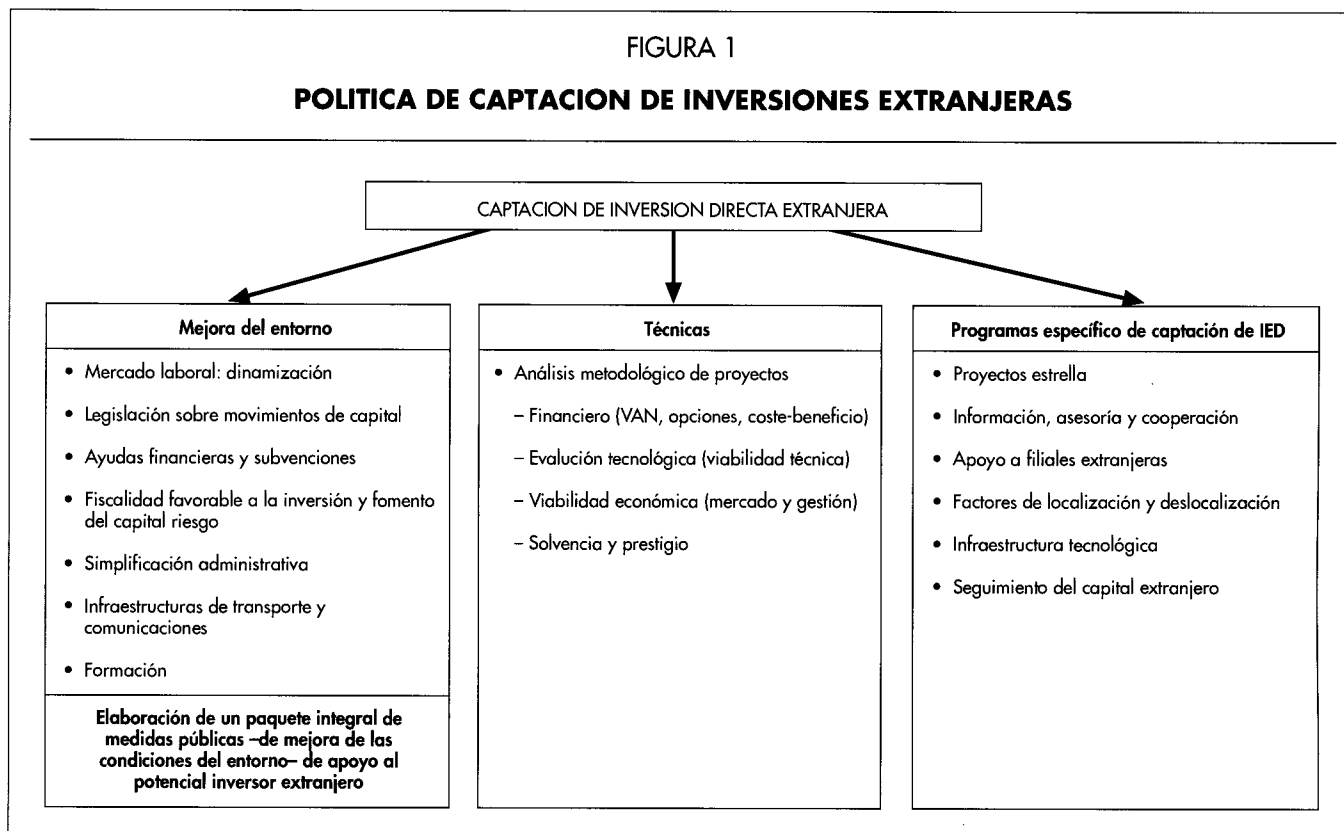 FIGURA 1
POLITICA DE CAPTACION DE INVERSIONES EXTRANJERAS
CAPTACION DE INVERSION DIRECTA EXTRANJERA
Mejora del entorno
• Mercado laboral: dinamización
• Legislación sobre movimientos de capital
• Ayudas financieras y subvenciones
• Fiscalidad favorable a la inversión y fomento
del capital riesgo
• Simplificación administrativa
• Infraestructuras de transporte y
comunicaciones
• Formación
Elaboración de un paquete integral de
medidas públicas –de mejora de las
condiciones del entorno– de apoyo al
potencial inversor extranjero
Técnicas
• Análisis metodológico de proyectos
– Financiero (VAN, opciones, coste-beneficio)
– Evalución tecnológica (viabilidad técnica)
– Viabilidad económica (mercado y gestión)
– Solvencia y prestigio
Programas específico de captación de IED
• Proyectos estrella
• Información, asesoría y cooperación
• Apoyo a filiales extranjeras
• Factores de localización y deslocalización
• Infraestructura tecnológica
• Seguimiento del capital extranjero